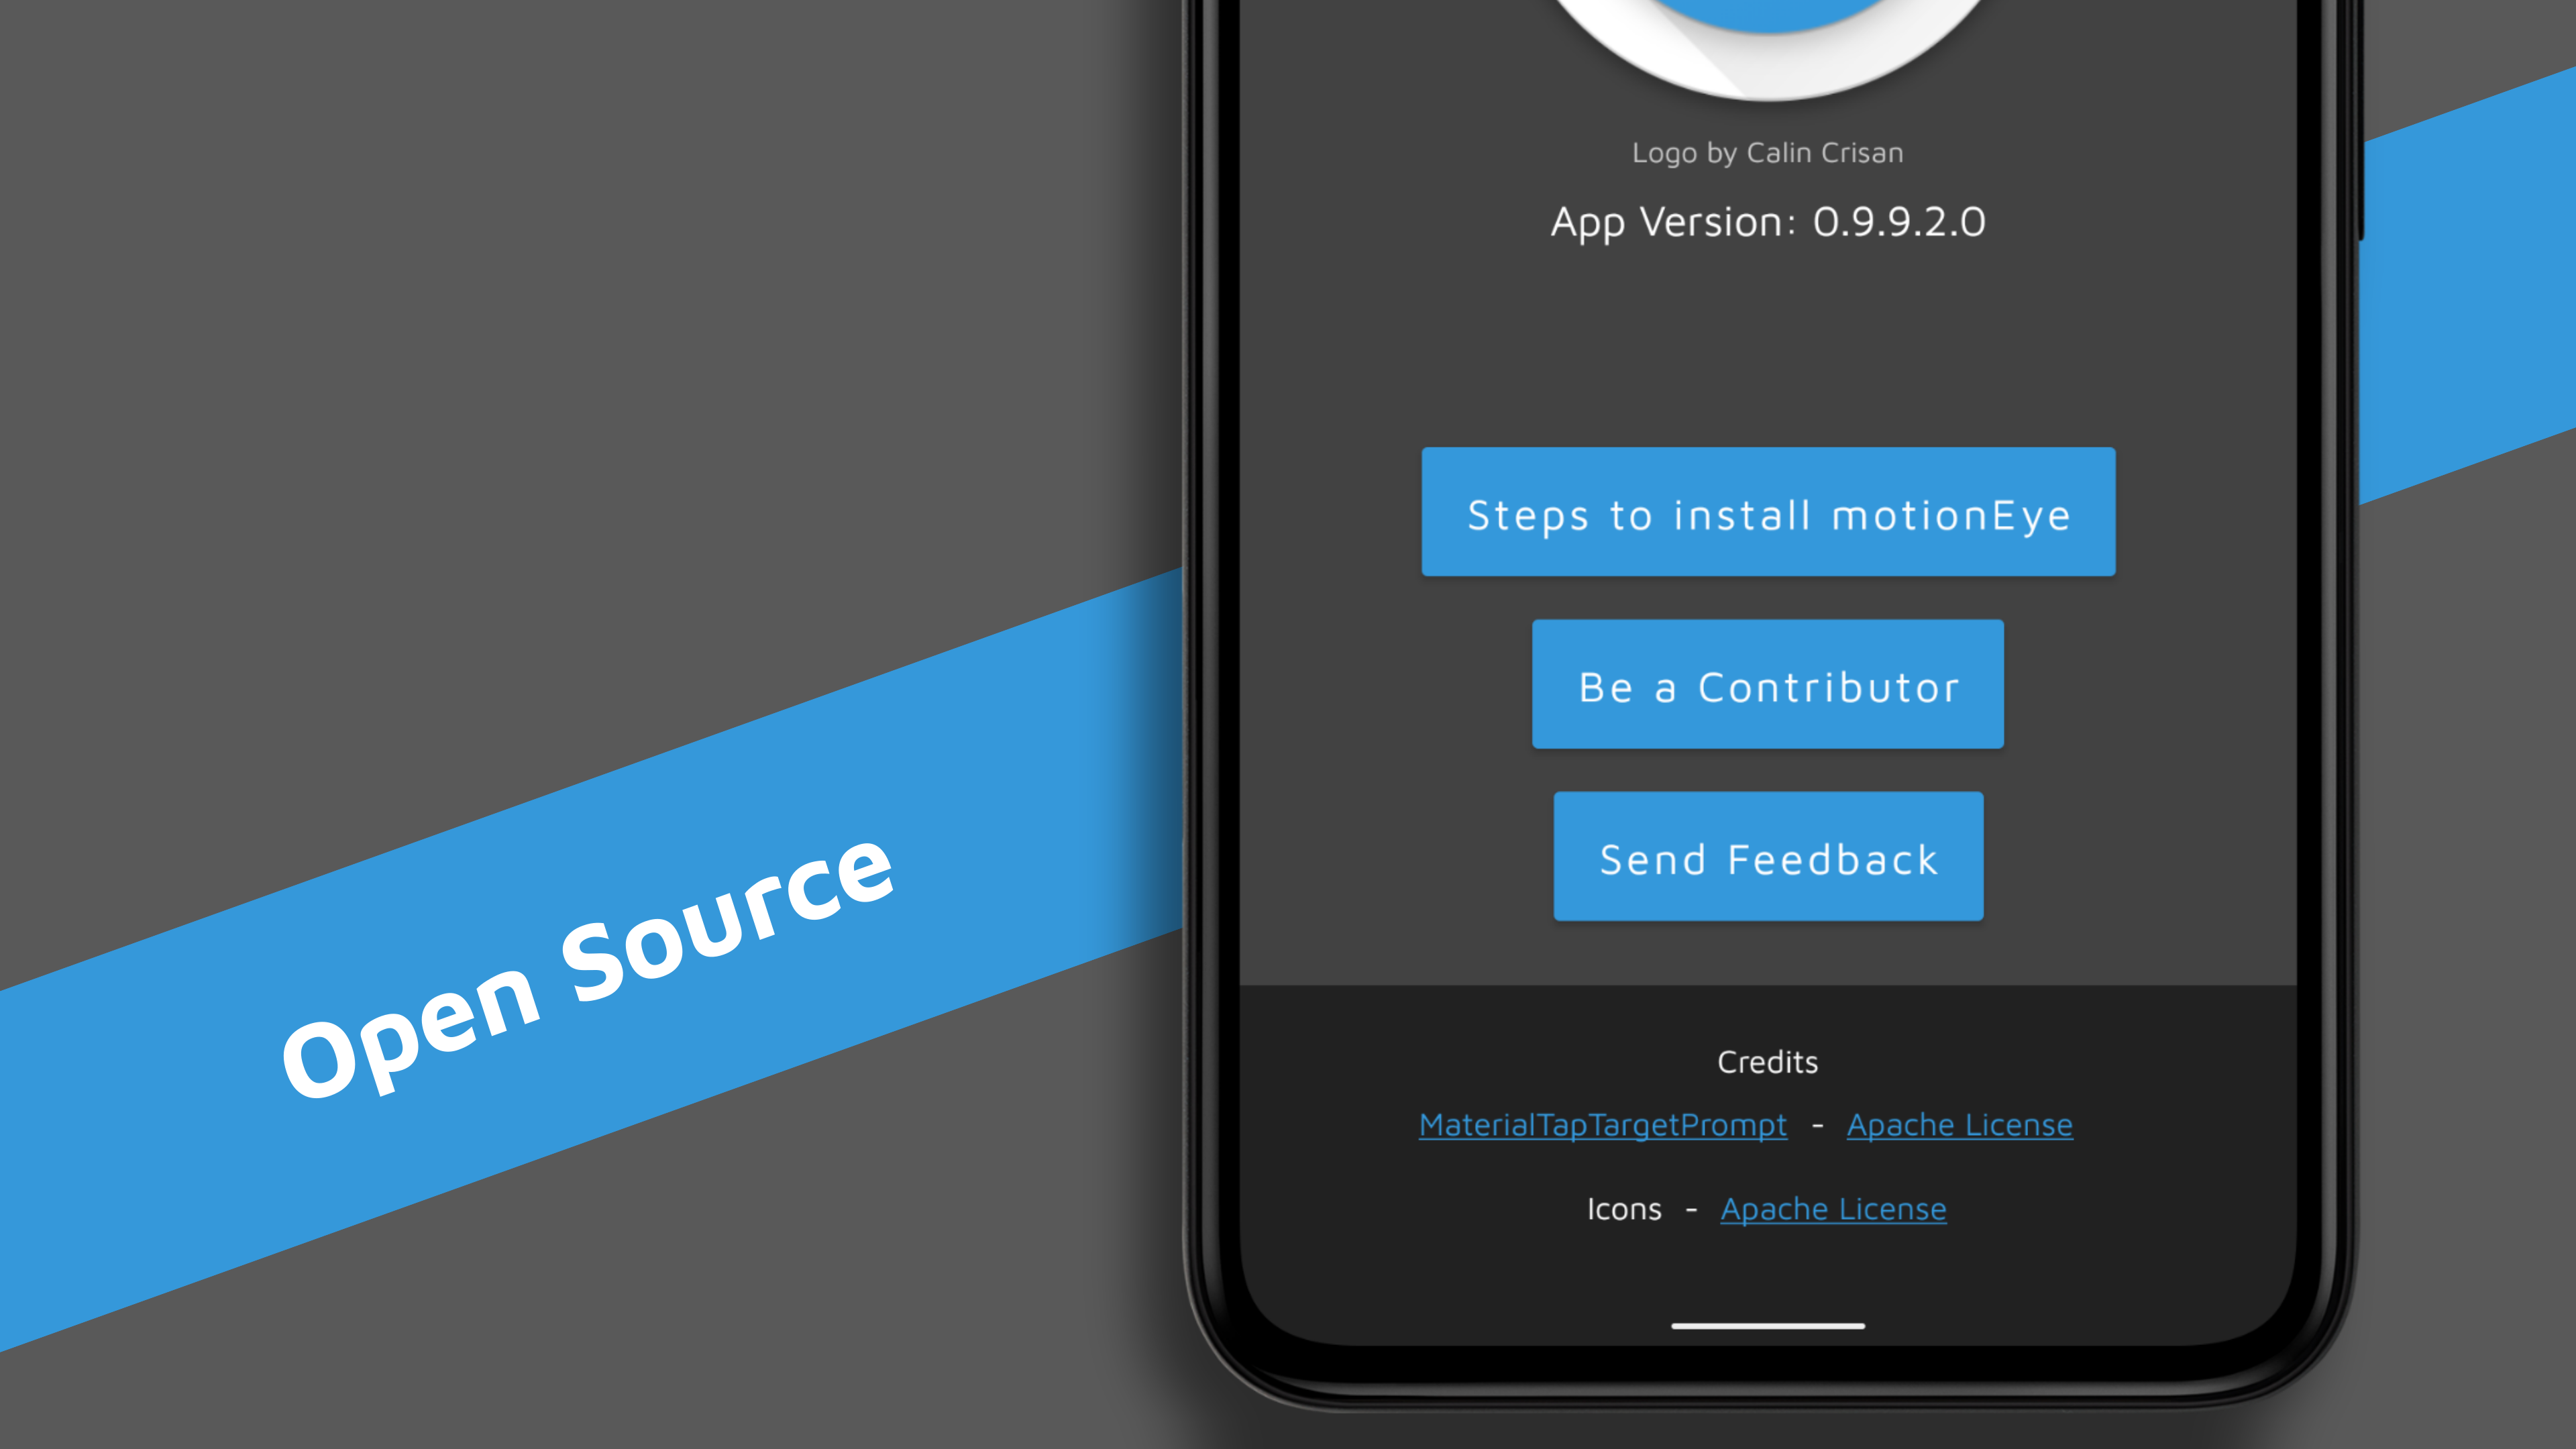 Logo by Calin Crisan
App Version: 0.9.9.2.0
Steps to install motionEye
Be a Contributor
Send Feedback
Open Source
Credits
MaterialTapTargetPrompt - Apache License
Icons - Apache License